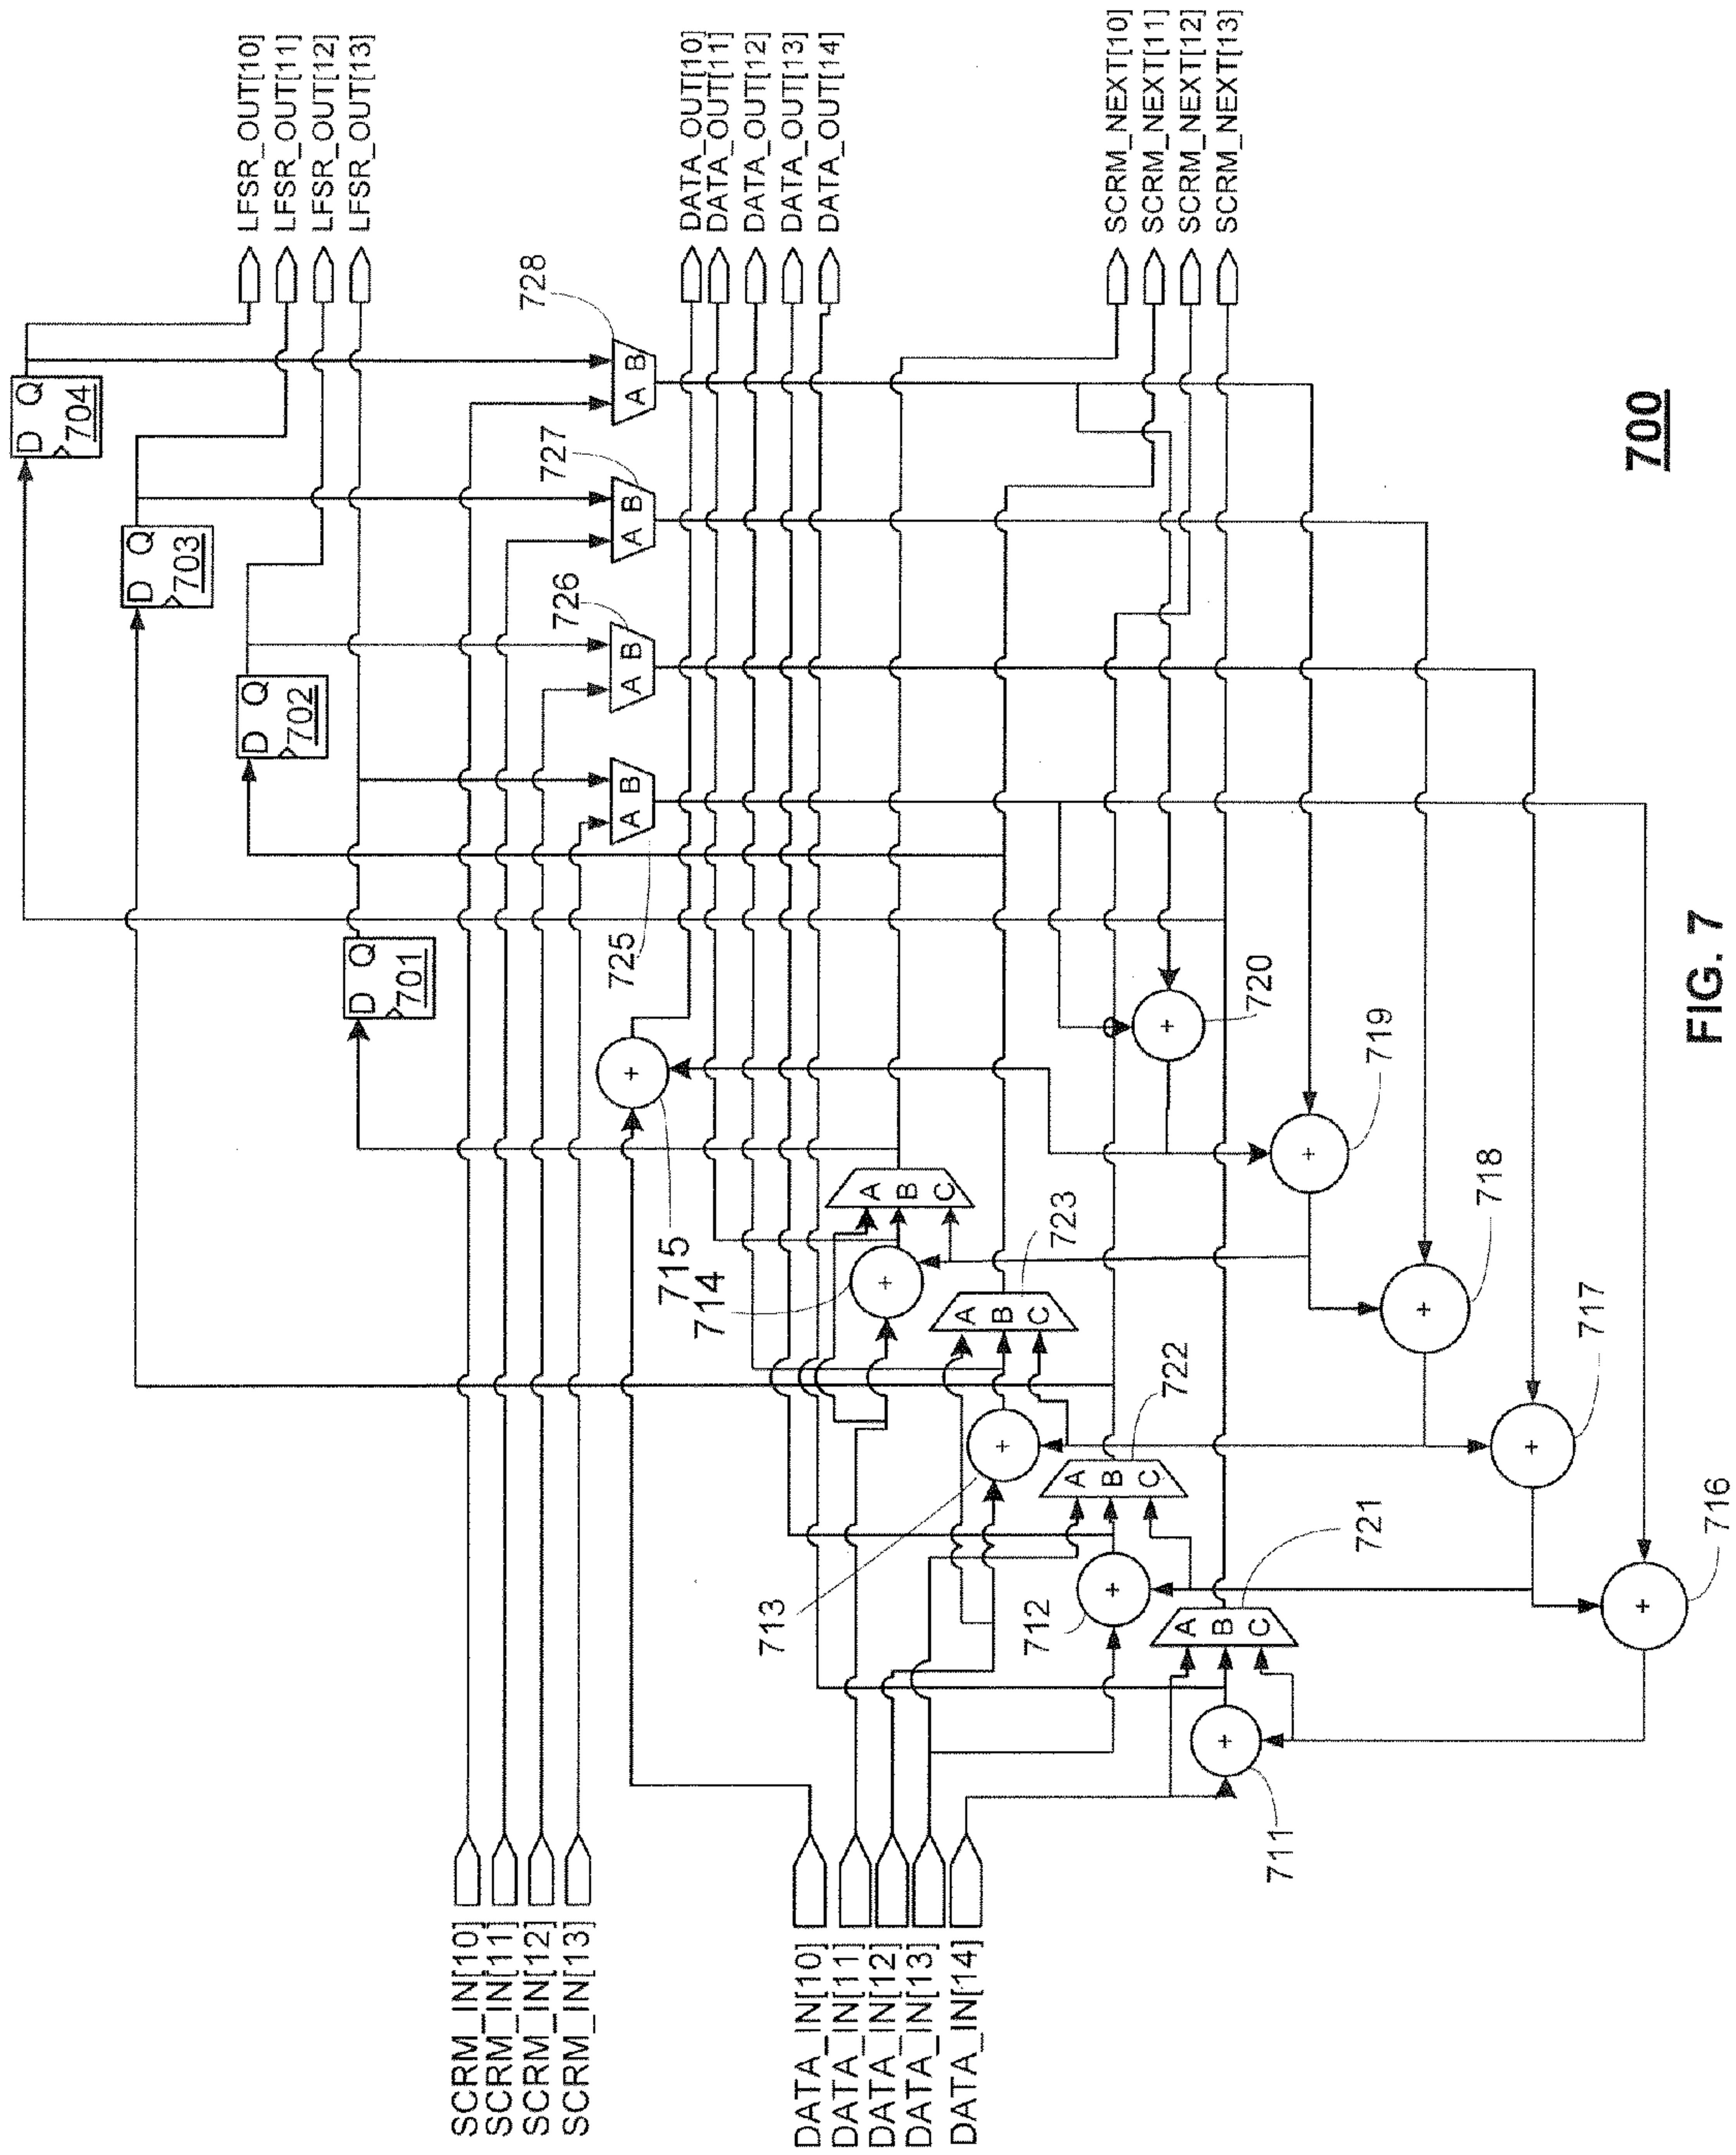 LFSR_OUT[10]
LFSR_OUT[11]
LFSR_OUT[12]
LFSR_OUT[13]
DATA_OUT[10]
DATA_OUT[11]
DATA_OUT[12]
DATA_OUT[13]
DATA_OUT[14]
SCRM_NEXT[10]
SCRM_NEXT[11]
SCRM_NEXT[12]
SCRM_NEXT[13]
D Q
704
D Q
703
D Q
702
D Q
701
728
A B
727
A B
726
A B
725
A B
+
715
+
714
A
B
C
+
720
+
719
723
A
B
C
+
718
+
713
722
A
B
C
+
717
+
712
721
A
B
C
+
716
+
711
SCRM_IN[10]
SCRM_IN[11]
SCRM_IN[12]
SCRM_IN[13]
DATA_IN[10]
DATA_IN[11]
DATA_IN[12]
DATA_IN[13]
DATA_IN[14]
700
FIG. 7